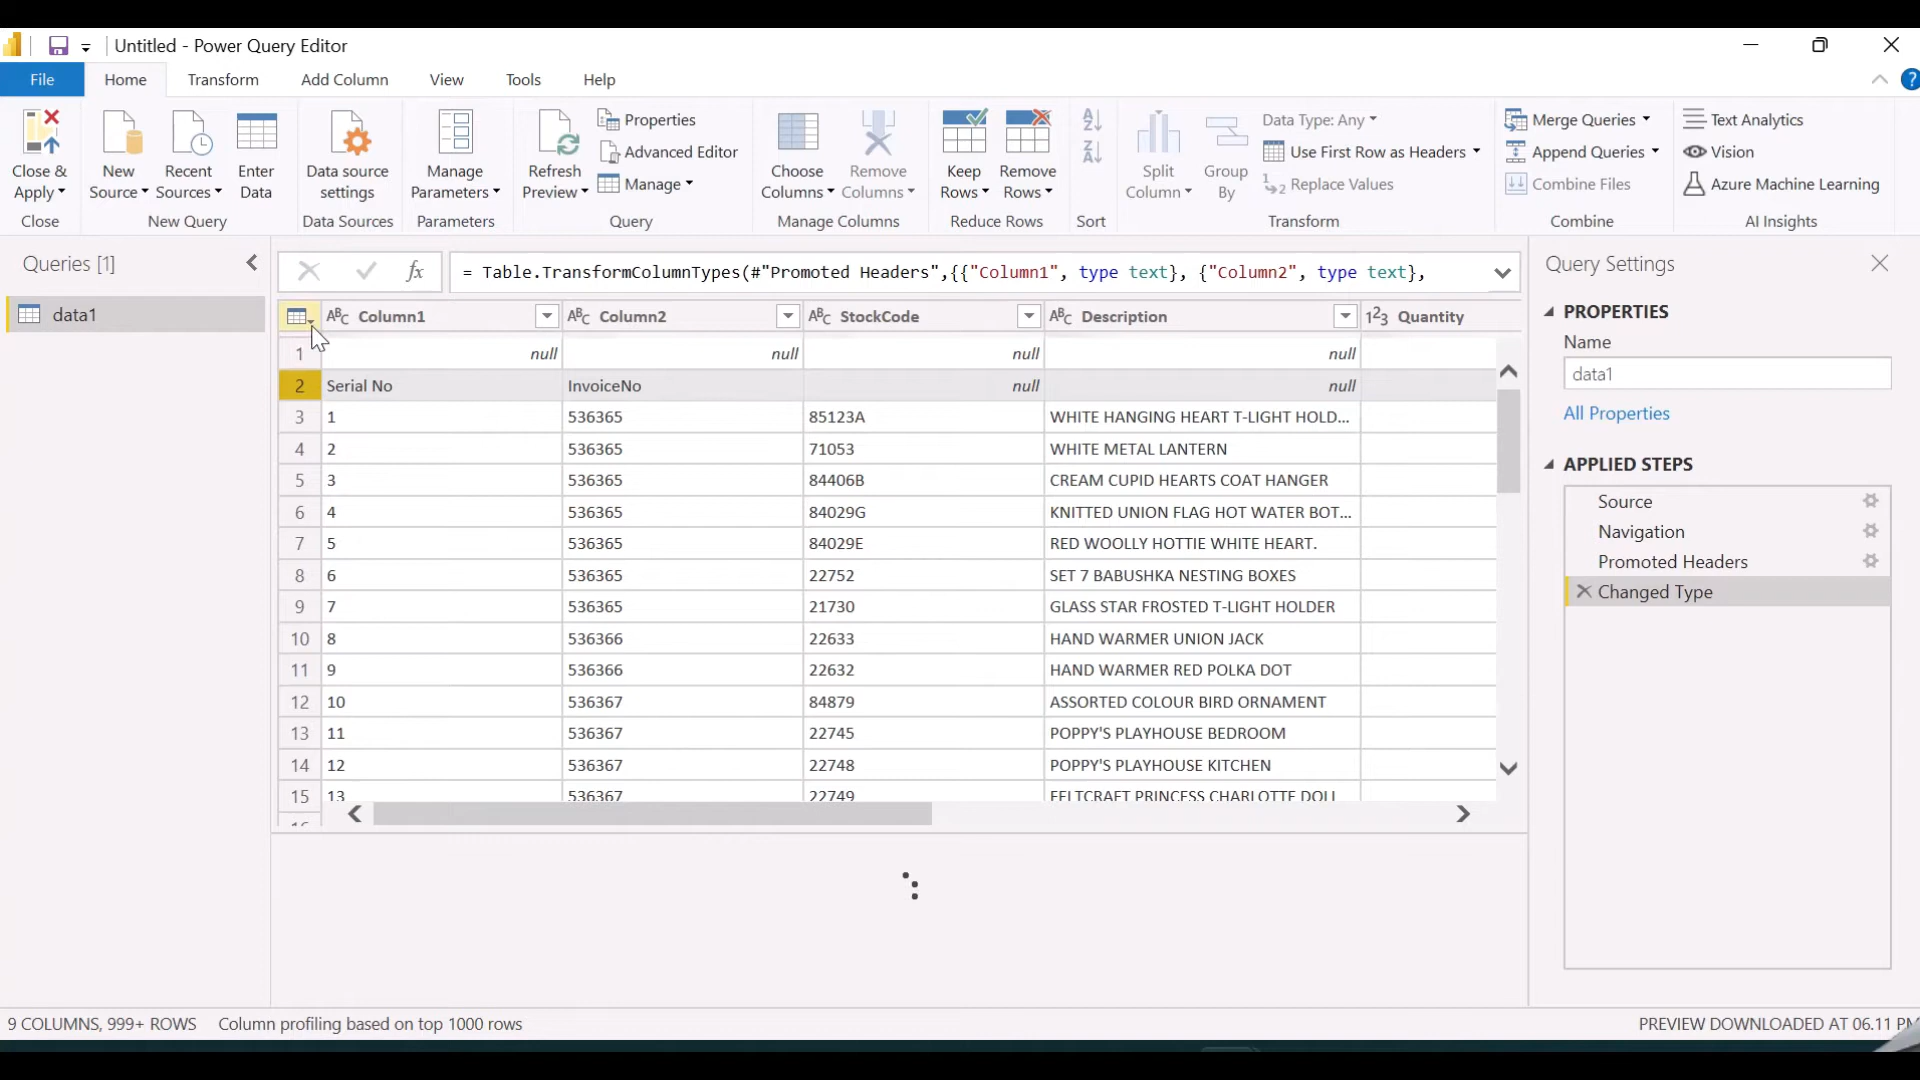 Untitled - Power Query Editor
File Home Transform Add Column View Tools Help
Close & Apply
Close
New Source
Recent Sources
Enter Data
New Query
Data source settings
Data Sources
Manage Parameters
Parameters
Refresh Preview
Properties
Advanced Editor
Manage
Query
Choose Columns
Remove Columns
Manage Columns
Keep Rows
Remove Rows
Reduce Rows
Sort
Split Column
Group By
Data Type: Any
Use First Row as Headers
Replace Values
Transform
Merge Queries
Append Queries
Combine Files
Combine
Text Analytics
Vision
Azure Machine Learning
AI Insights
Queries [1]
data1
fx = Table.TransformColumnTypes(#"Promoted Headers",{{"Column1", type text}, {"Column2", type text},
ABC Column1 ABC Column2 ABC StockCode ABC Description 123 Quantity
1 null null null null
2 Serial No InvoiceNo null null
3 1 536365 85123A WHITE HANGING HEART T-LIGHT HOLD...
4 2 536365 71053 WHITE METAL LANTERN
5 3 536365 84406B CREAM CUPID HEARTS COAT HANGER
6 4 536365 84029G KNITTED UNION FLAG HOT WATER BOT...
7 5 536365 84029E RED WOOLLY HOTTIE WHITE HEART.
8 6 536365 22752 SET 7 BABUSHKA NESTING BOXES
9 7 536365 21730 GLASS STAR FROSTED T-LIGHT HOLDER
10 8 536366 22633 HAND WARMER UNION JACK
11 9 536366 22632 HAND WARMER RED POLKA DOT
12 10 536367 84879 ASSORTED COLOUR BIRD ORNAMENT
13 11 536367 22745 POPPY'S PLAYHOUSE BEDROOM
14 12 536367 22748 POPPY'S PLAYHOUSE KITCHEN
15 13 536367 22749 FELTCRAFT PRINCESS CHARLOTTE DOLL
16
Query Settings
PROPERTIES
Name
data1
All Properties
APPLIED STEPS
Source
Navigation
Promoted Headers
Changed Type
9 COLUMNS, 999+ ROWS Column profiling based on top 1000 rows
PREVIEW DOWNLOADED AT 06.11 PM